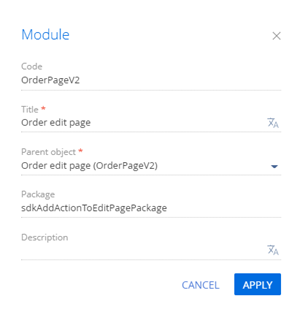 Module
Code
OrderPageV2
Title *
Order edit page
Parent object *
Order edit page (OrderPageV2)
Package
sdkAddActionToEditPagePackage
Description
CANCEL APPLY